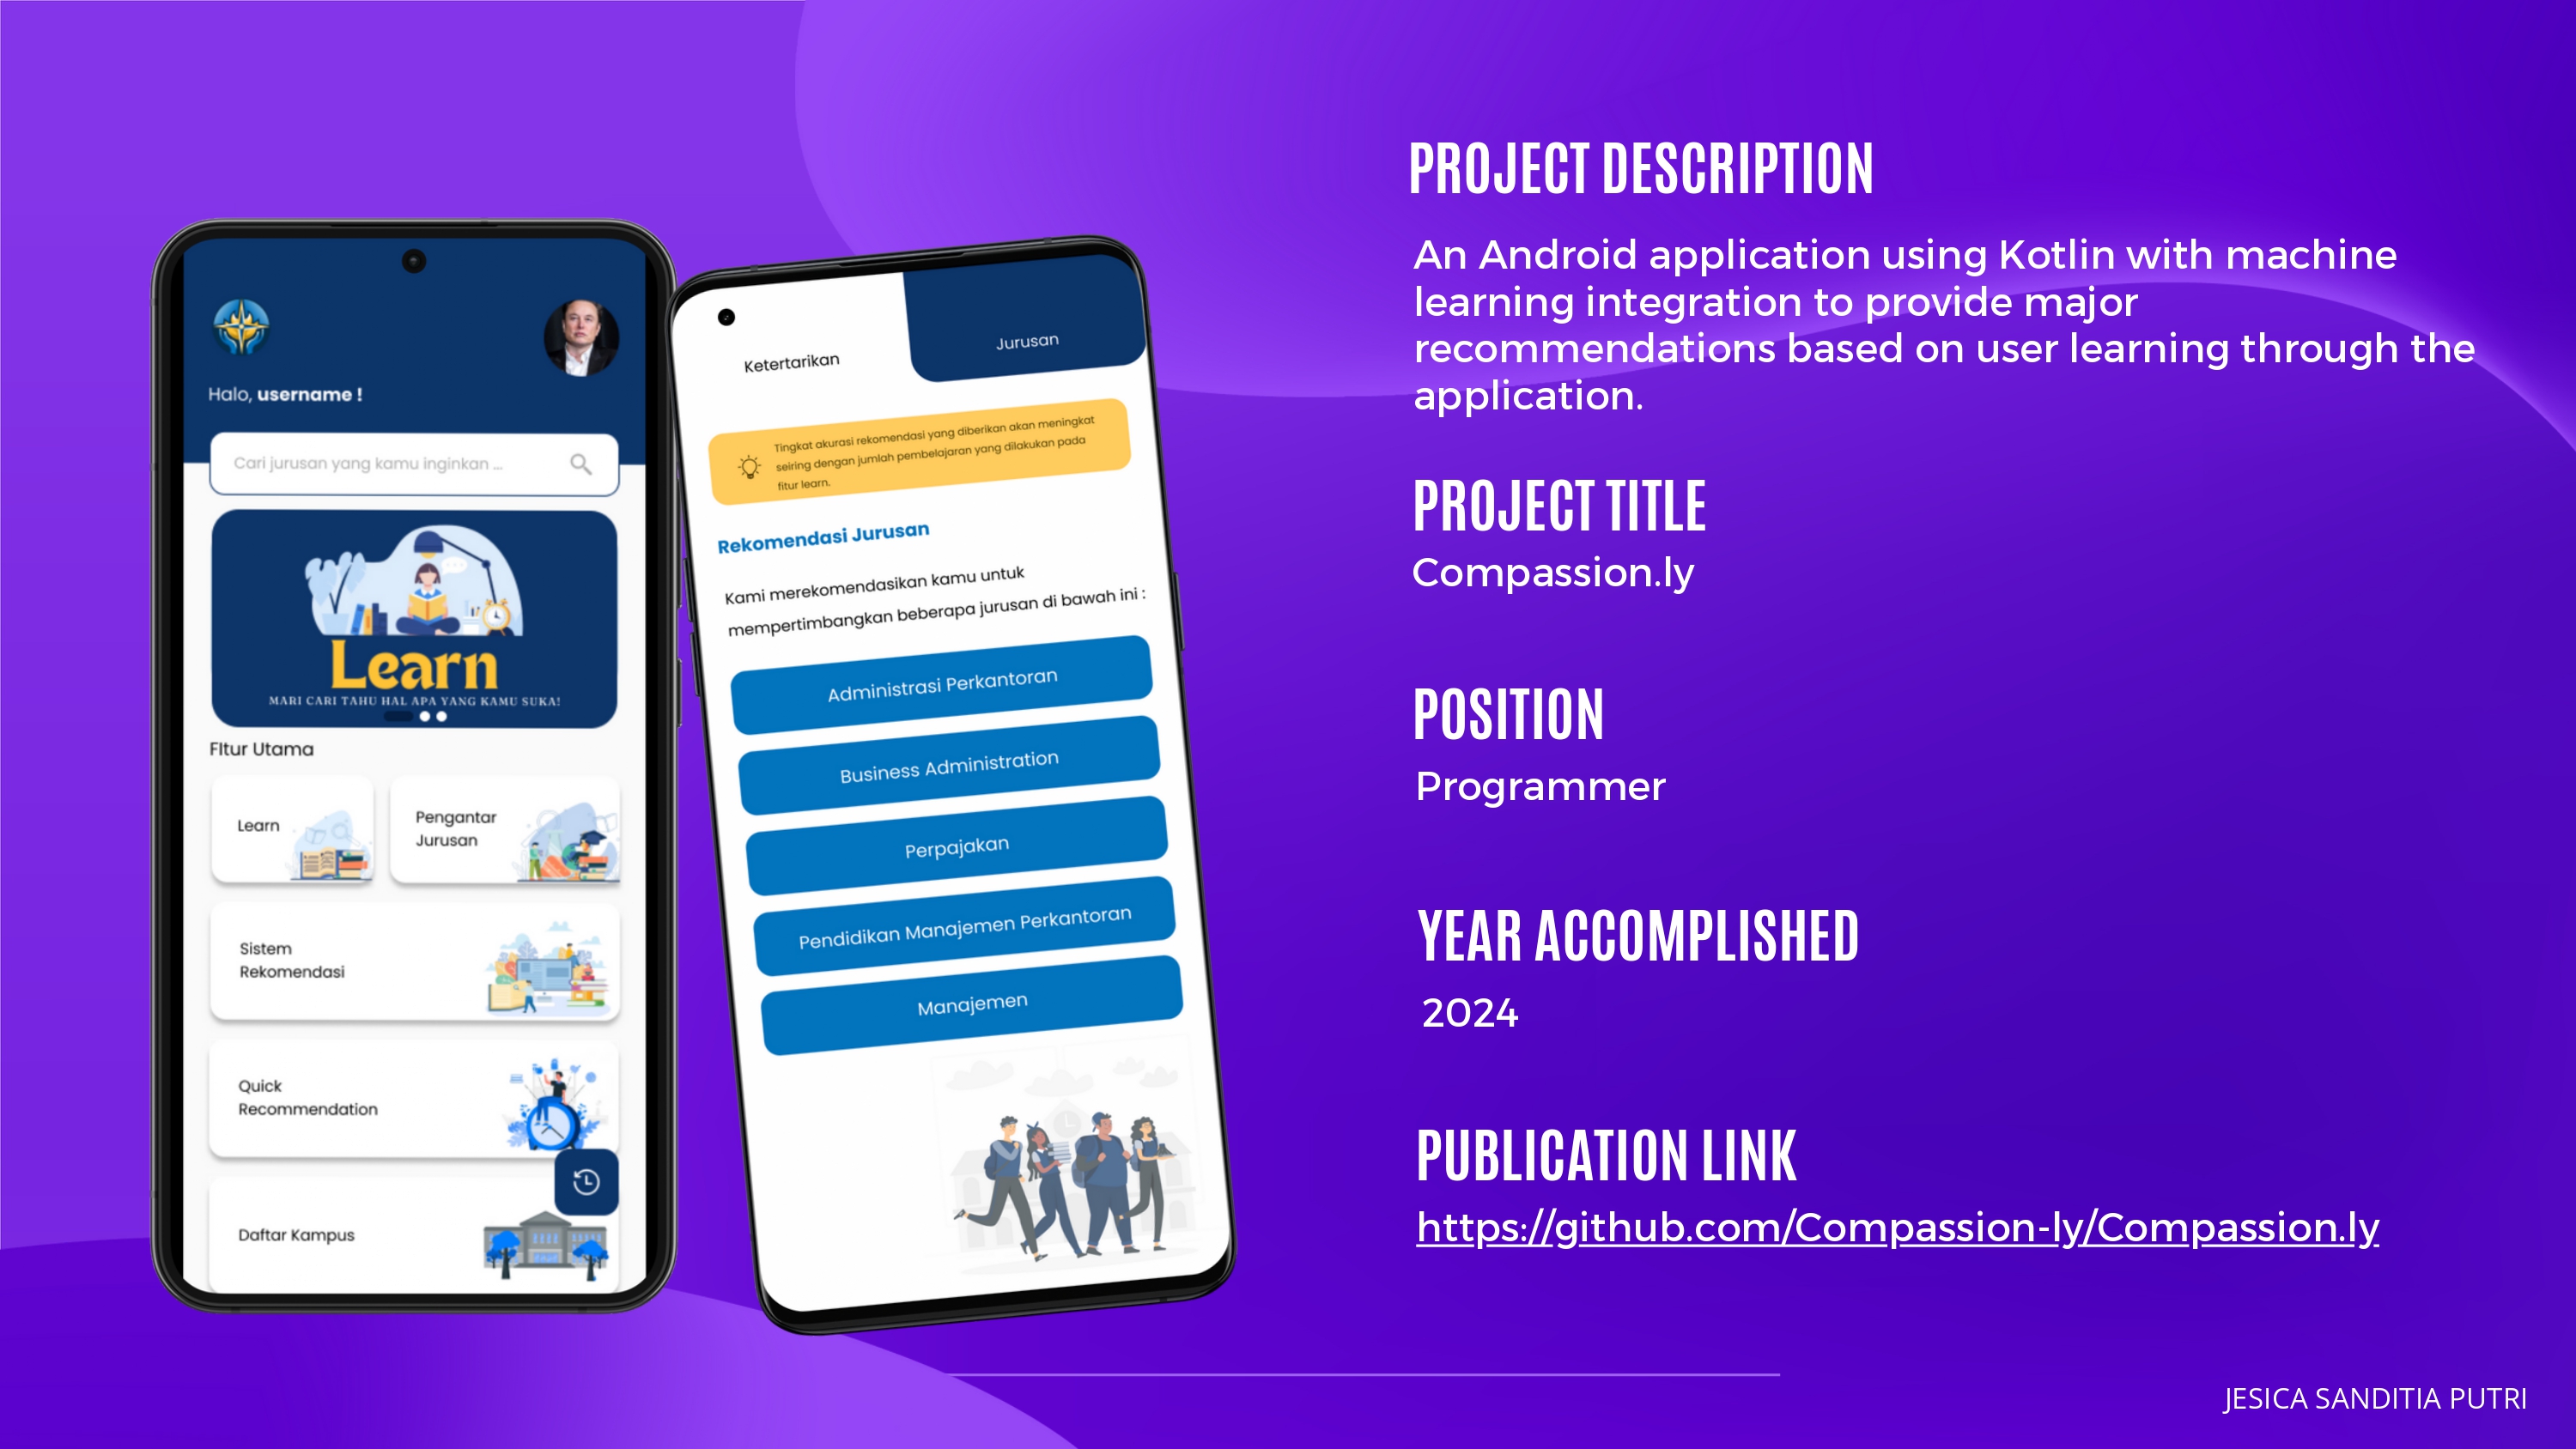 Halo, username !
Cari jurusan yang kamu inginkan ...
Learn
MARI CARI TAHU HAL APA YANG KAMU SUKA!
FItur Utama
Learn
Pengantar
Jurusan
Sistem
Rekomendasi
Quick
Recommendation
Daftar Kampus
Ketertarikan
Jurusan
Tingkat akurasi rekomendasi yang diberikan akan meningkat
seiring dengan jumlah pembelajaran yang dilakukan pada
fitur learn.
Rekomendasi Jurusan
Kami merekomendasikan kamu untuk
mempertimbangkan beberapa jurusan di bawah ini :
Administrasi Perkantoran
Business Administration
Perpajakan
Pendidikan Manajemen Perkantoran
Manajemen
PROJECT DESCRIPTION
An Android application using Kotlin with machine
learning integration to provide major
recommendations based on user learning through the
application.
PROJECT TITLE
Compassion.ly
POSITION
Programmer
YEAR ACCOMPLISHED
2024
PUBLICATION LINK
https://github.com/Compassion-ly/Compassion.ly
JESICA SANDITIA PUTRI